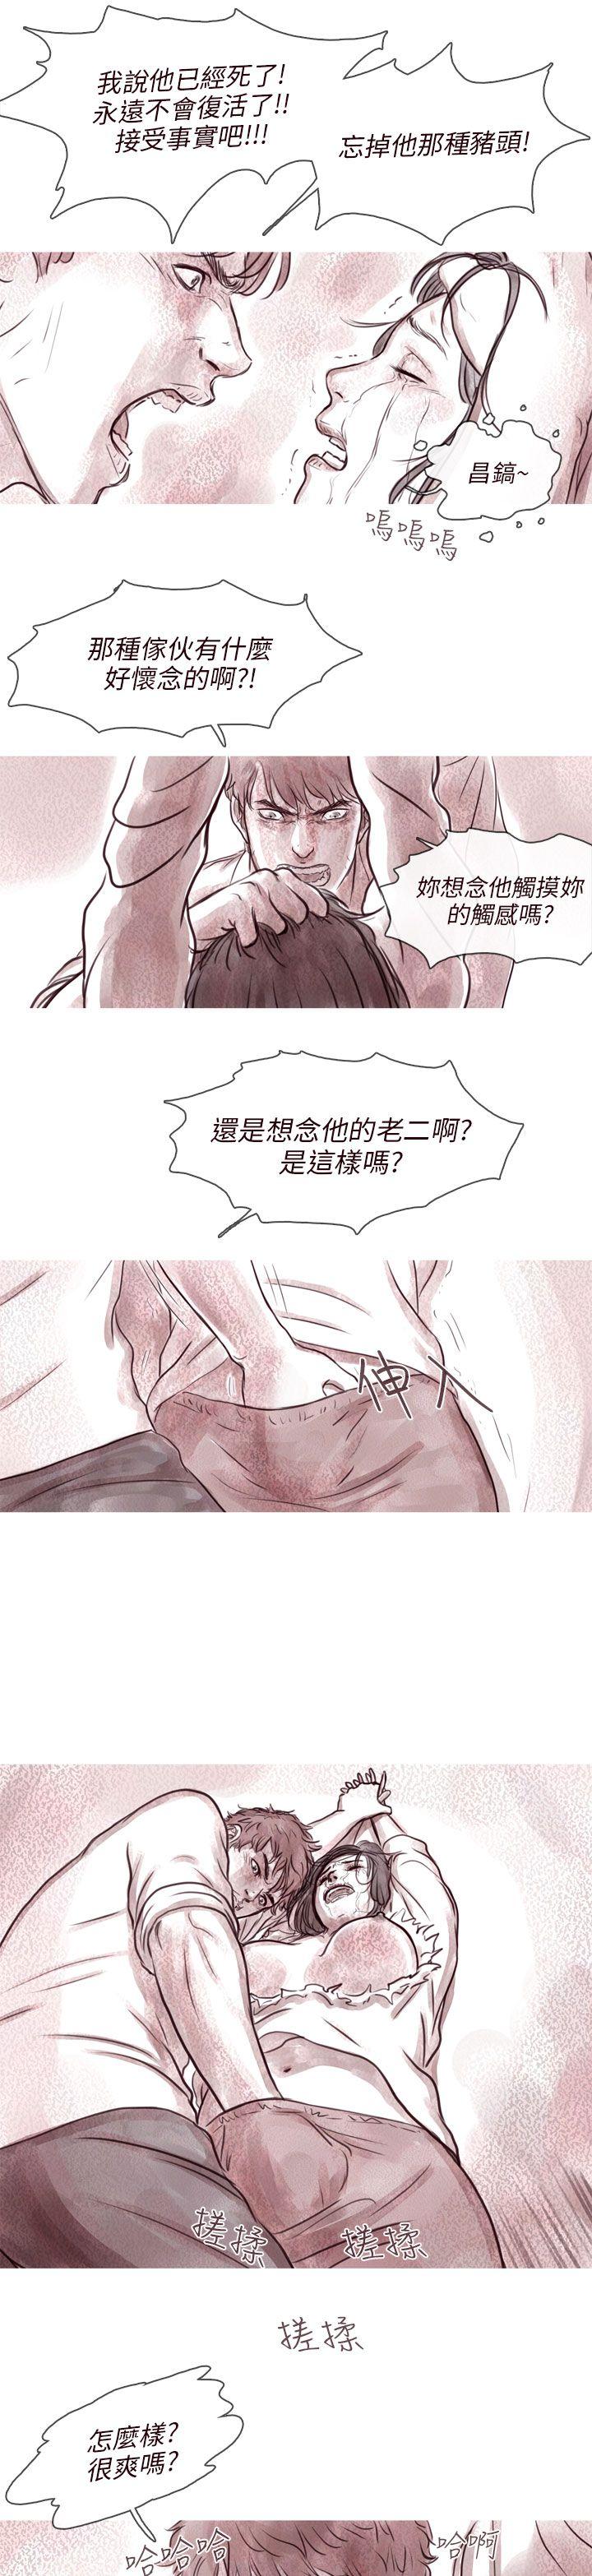 我說他已經死了!
永遠不會復活了!!
接受事實吧!!!
忘掉他那種豬頭!
昌鎬~
嗚嗚嗚
那種傢伙有什麼
好懷念的啊?!
妳想念他觸摸妳
的觸感嗎?
還是想念他的老二啊?
是這樣嗎?
伸入
搓揉
搓揉
搓揉
怎麼樣?
很爽嗎?
哈哈哈
哈啊